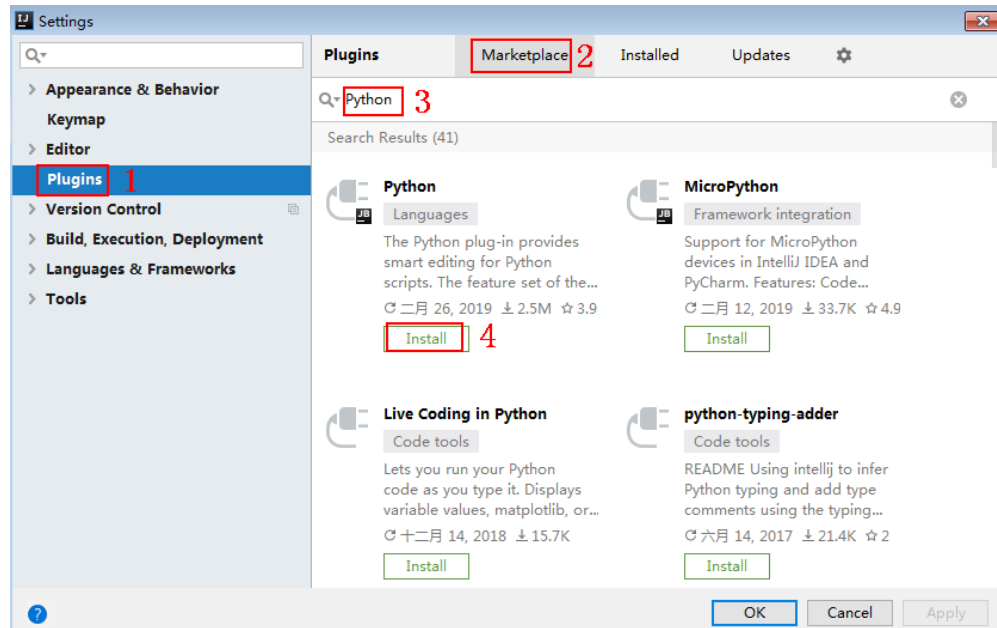 Settings
Plugins
Marketplace 2
Installed
Updates
Appearance & Behavior
Keymap
Editor
Plugins 1
Version Control
Build, Execution, Deployment
Languages & Frameworks
Tools
Python 3
Search Results (41)
Python
Languages
The Python plug-in provides
smart editing for Python
scripts. The feature set of the...
二月 26, 2019 2.5M 3.9
Install 4
MicroPython
Framework integration
Support for MicroPython
devices in IntelliJ IDEA and
PyCharm. Features: Code...
二月 12, 2019 33.7K 4.9
Install
Live Coding in Python
Code tools
Lets you run your Python
code as you type it. Displays
variable values, matplotlib, or...
十二月 14, 2018 15.7K
Install
python-typing-adder
Code tools
README Using intellij to infer
Python typing and add type
comments using the typing...
六月 14, 2017 21.4K 2
Install
?
OK
Cancel
Apply